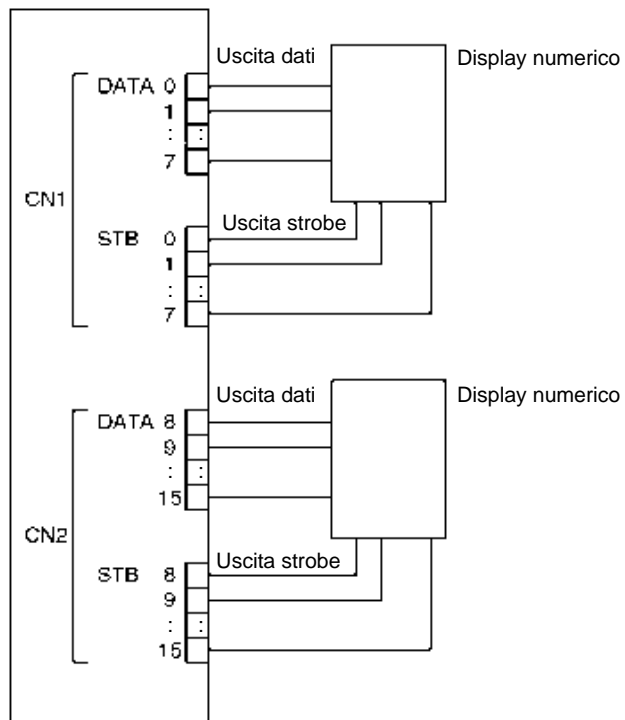 Uscita dati
Display numerico
DATA 0
1
: :
7
CN1
Uscita strobe
STB 0
1
: :
7
Uscita dati
Display numerico
DATA 8
9
: :
15
CN2
Uscita strobe
STB 8
9
: :
15